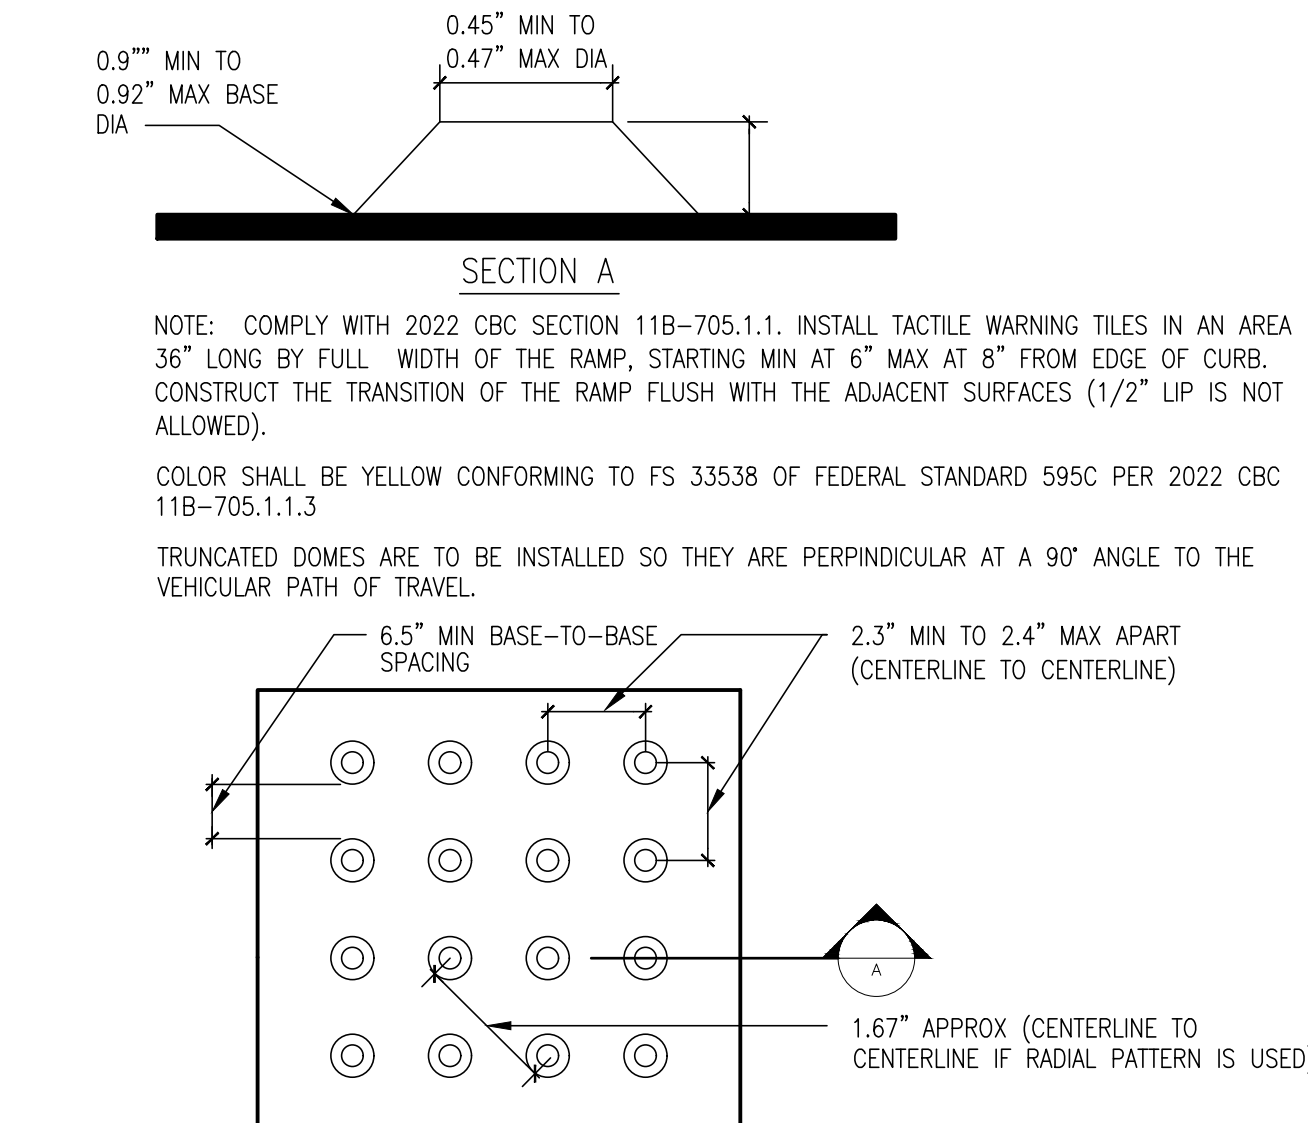 0.45” MIN TO
0.47” MAX DIA
0.9”” MIN TO
0.92” MAX BASE
DIA
SECTION A
NOTE: COMPLY WITH 2022 CBC SECTION 11B-705.1.1. INSTALL TACTILE WARNING TILES IN AN AREA
36” LONG BY FULL WIDTH OF THE RAMP, STARTING MIN AT 6” MAX AT 8” FROM EDGE OF CURB.
CONSTRUCT THE TRANSITION OF THE RAMP FLUSH WITH THE ADJACENT SURFACES (1/2” LIP IS NOT
ALLOWED).
COLOR SHALL BE YELLOW CONFORMING TO FS 33538 OF FEDERAL STANDARD 595C PER 2022 CBC
11B-705.1.1.3
TRUNCATED DOMES ARE TO BE INSTALLED SO THEY ARE PERPINDICULAR AT A 90° ANGLE TO THE
VEHICULAR PATH OF TRAVEL.
6.5” MIN BASE-TO-BASE
SPACING
2.3” MIN TO 2.4” MAX APART
(CENTERLINE TO CENTERLINE)
A
1.67” APPROX (CENTERLINE TO
CENTERLINE IF RADIAL PATTERN IS USED)